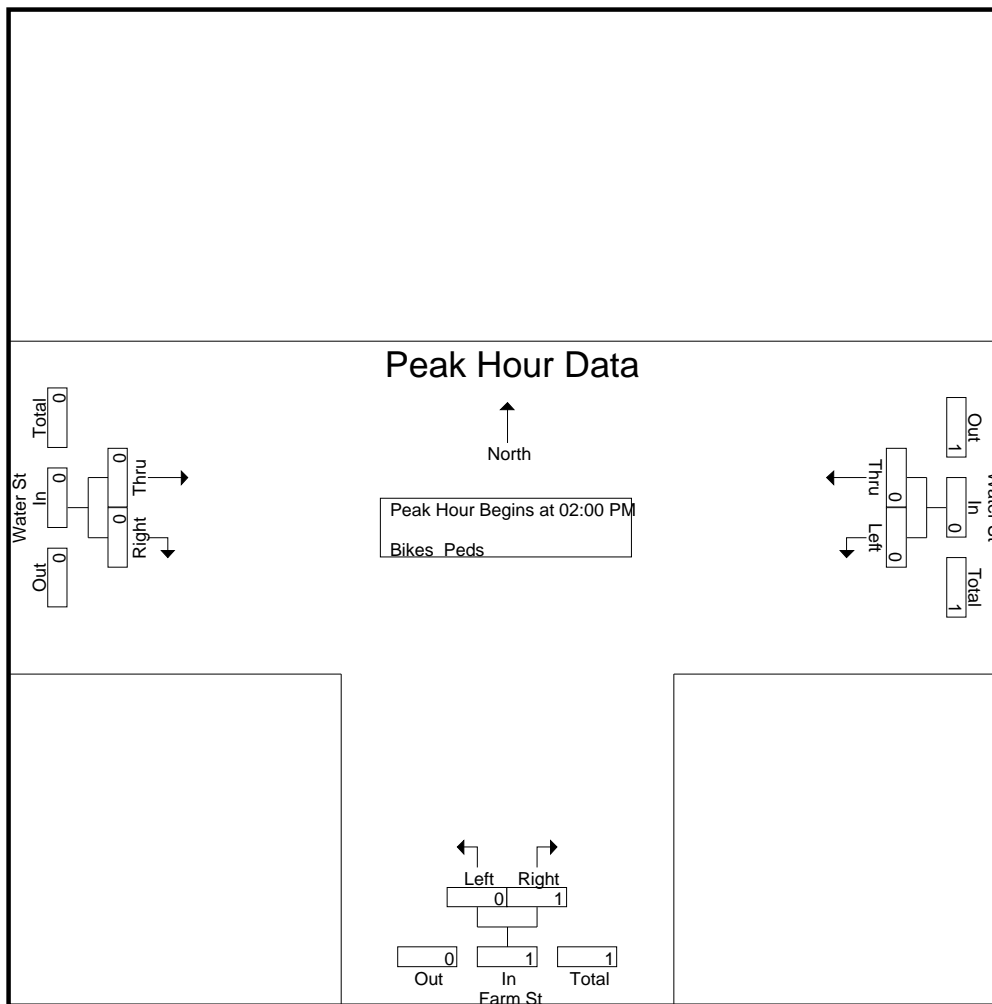 Peak Hour Data
North
Peak Hour Begins at 02:00 PM
Bikes Peds
Water St
Total 0
In 0
Out 0
Thru 0
Right 0
Water St
Out 1
In 0
Total 1
Thru 0
Left 0
Left Right
0 1
0 1 1
Out In Total
Farm St